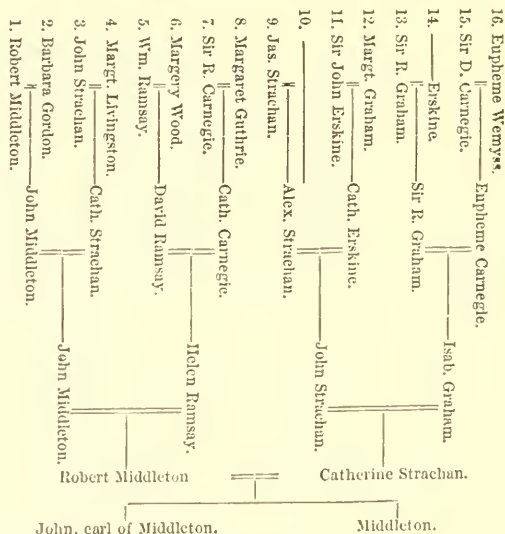 1. Robert Middleton.
2. Barbara Gordon.
3. John Strachan.
4. Margt. Livingston.
5. Wm. Ramsay.
6. Margery Wood.
7. Sir R. Carnegie.
8. Margaret Guthrie.
9. Jas. Strachan.
10.
11. Sir John Erskine.
12. Margt. Graham.
13. Sir R. Graham.
14. Erskine.
15. Sir D. Carnegie.
16. Eupheme Wemyss.
John Middleton.
Cath. Strachan.
David Ramsay.
Cath. Carnegie.
Alex. Strachan.
Cath. Erskine.
Sir R. Graham.
Eupheme Carnegie.
John Middleton.
Helen Ramsay.
John Strachan.
Isab. Graham.
Robert Middleton
Catherine Strachan.
John, earl of Middleton.
Middleton.